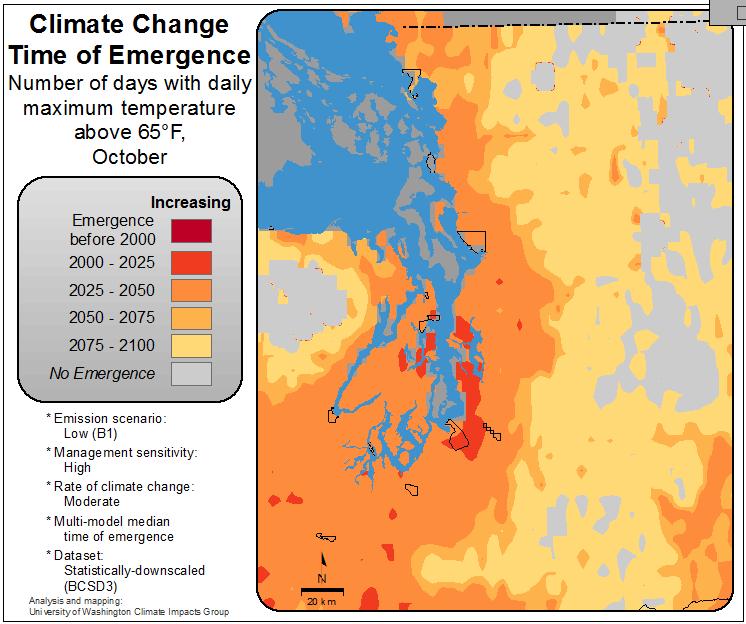 Climate Change
Time of Emergence
Number of days with daily
maximum temperature
above 65°F,
October
Increasing
Emergence
before 2000
2000 - 2025
2025 - 2050
2050 - 2075
2075 - 2100
No Emergence
* Emission scenario:
Low (B1)
* Management sensitivity:
High
* Rate of climate change:
Moderate
* Multi-model median
time of emergence
* Dataset:
Statistically-downscaled
(BCSD3)
Analysis and mapping:
University of Washington Climate Impacts Group
N
20 km